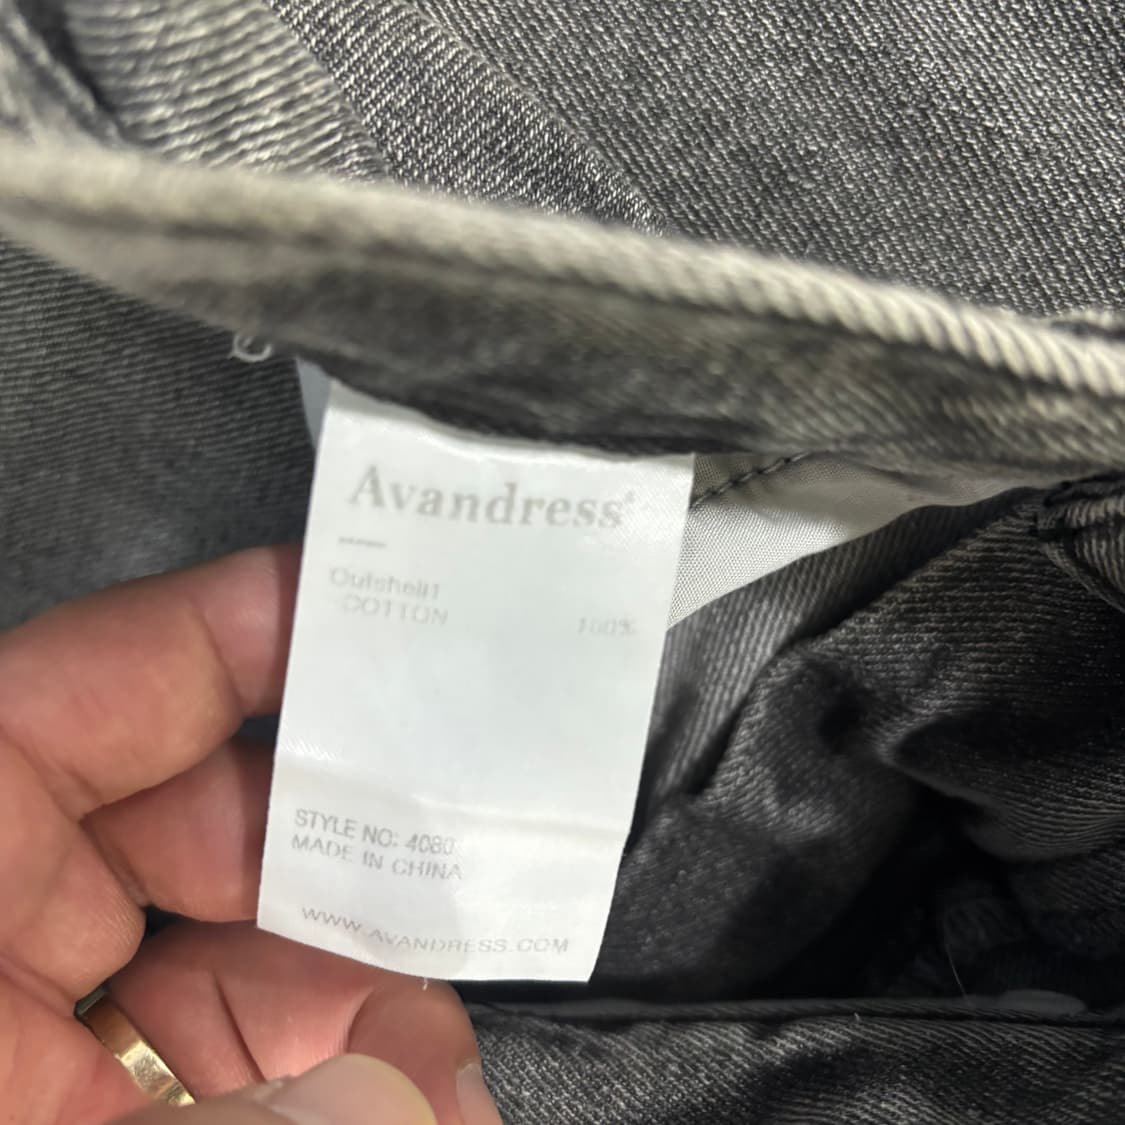 Avandress
Outshell1
-COTTON 100%
STYLE NO: 4080
MADE IN CHINA
WWW.AVANDRESS.COM